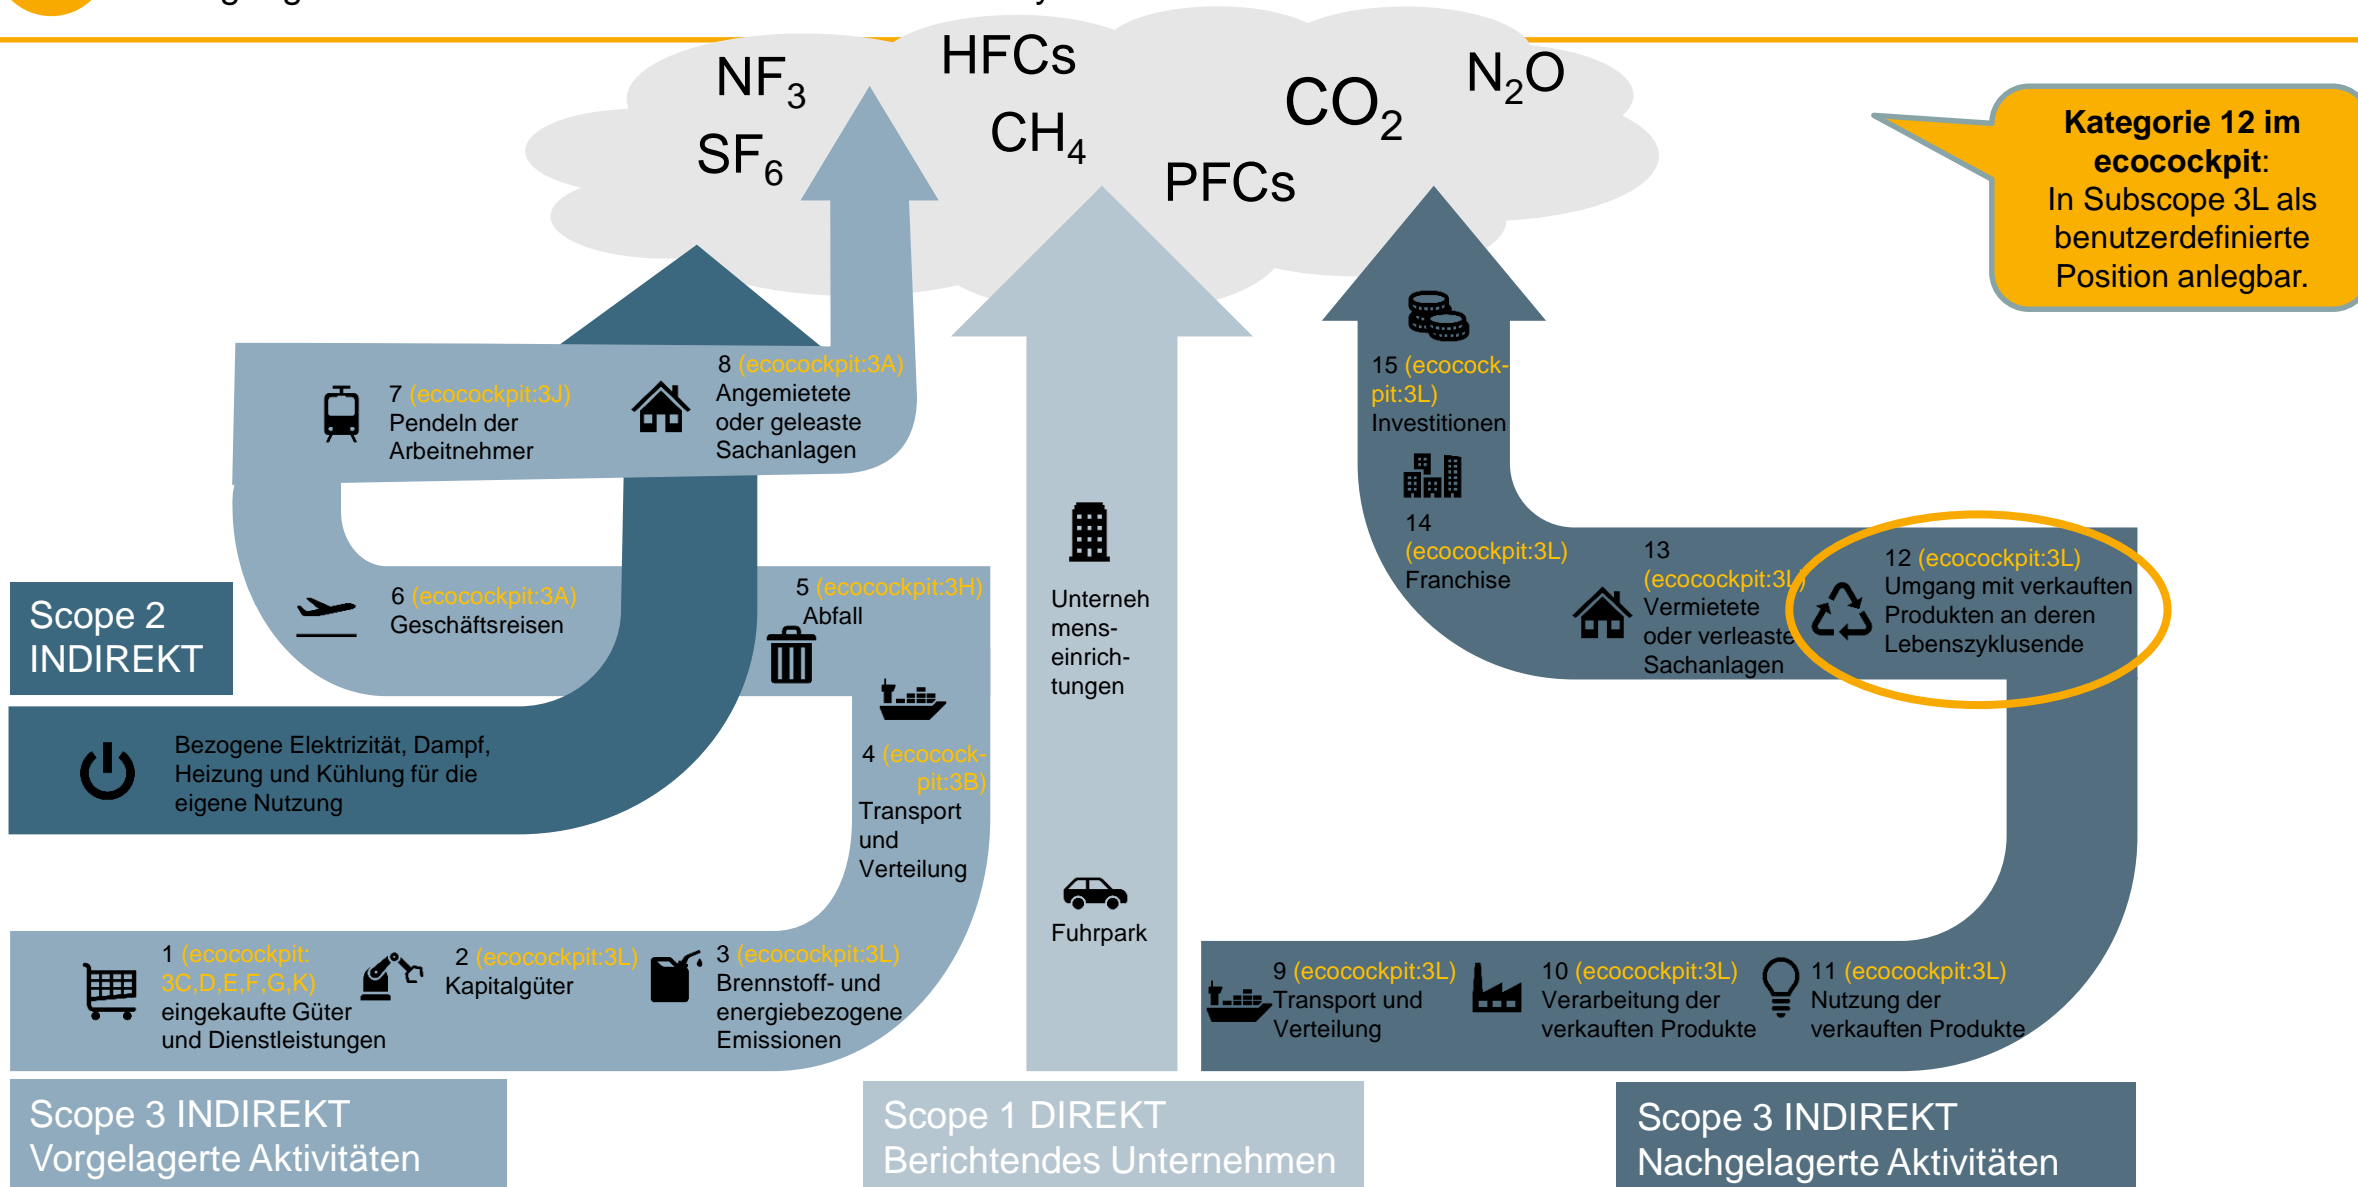 NF3
HFCs
CO2
N2O
SF6
CH4
PFCs
Kategorie 12 im
ecocockpit:
In Subscope 3L als
benutzerdefinierte
Position anlegbar.
7 (ecocockpit:3J)
Pendeln der
Arbeitnehmer
8 (ecocockpit:3A)
Angemietete
oder geleaste
Sachanlagen
15 (ecocock-
pit:3L)
Investitionen
14
(ecocockpit:3L)
Franchise
13
(ecocockpit:3L)
Vermietete
oder verleaste
Sachanlagen
12 (ecocockpit:3L)
Umgang mit verkauften
Produkten an deren
Lebenszyklusende
Scope 2
INDIREKT
6 (ecocockpit:3A)
Geschäftsreisen
5 (ecocockpit:3H)
Abfall
Unterneh
mens-
einrich-
tungen
Bezogene Elektrizität, Dampf,
Heizung und Kühlung für die
eigene Nutzung
4 (ecocock-
pit:3B)
Transport
und
Verteilung
Fuhrpark
1 (ecocockpit:
3C,D,E,F,G,K)
eingekaufte Güter
und Dienstleistungen
2 (ecocockpit:3L)
Kapitalgüter
3 (ecocockpit:3L)
Brennstoff- und
energiebezogene
Emissionen
9 (ecocockpit:3L)
Transport und
Verteilung
10 (ecocockpit:3L)
Verarbeitung der
verkauften Produkte
11 (ecocockpit:3L)
Nutzung der
verkauften Produkte
Scope 3 INDIREKT
Vorgelagerte Aktivitäten
Scope 1 DIREKT
Berichtendes Unternehmen
Scope 3 INDIREKT
Nachgelagerte Aktivitäten